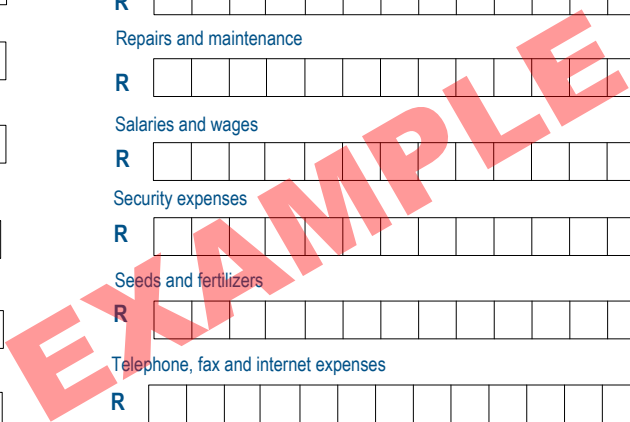 R
Repairs and maintenance
R
Salaries and wages
R
Security expenses
R
Seeds and fertilizers
R
Telephone, fax and internet expenses
R
EXAMPLE